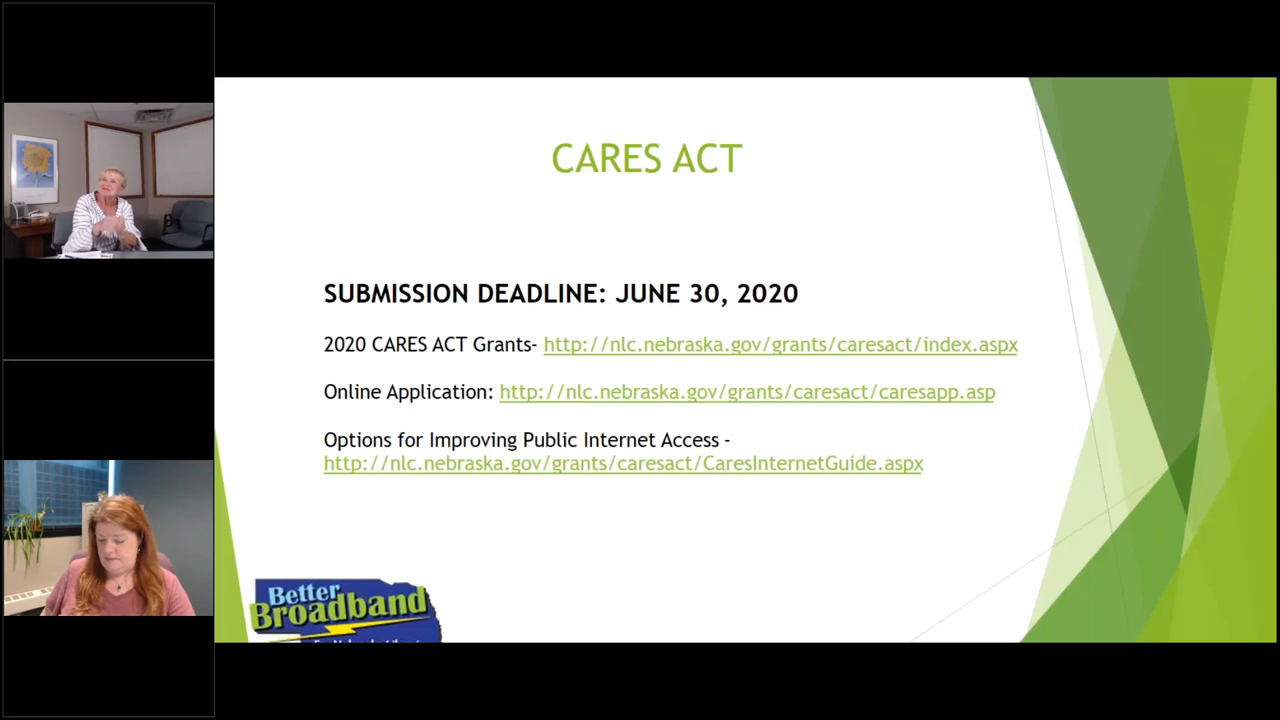 CARES ACT
SUBMISSION DEADLINE: JUNE 30, 2020
2020 CARES ACT Grants- http://nlc.nebraska.gov/grants/caresact/index.aspx
Online Application: http://nlc.nebraska.gov/grants/caresact/caresapp.asp
Options for Improving Public Internet Access -
http://nlc.nebraska.gov/grants/caresact/CaresInternetGuide.aspx
Better
Broadband